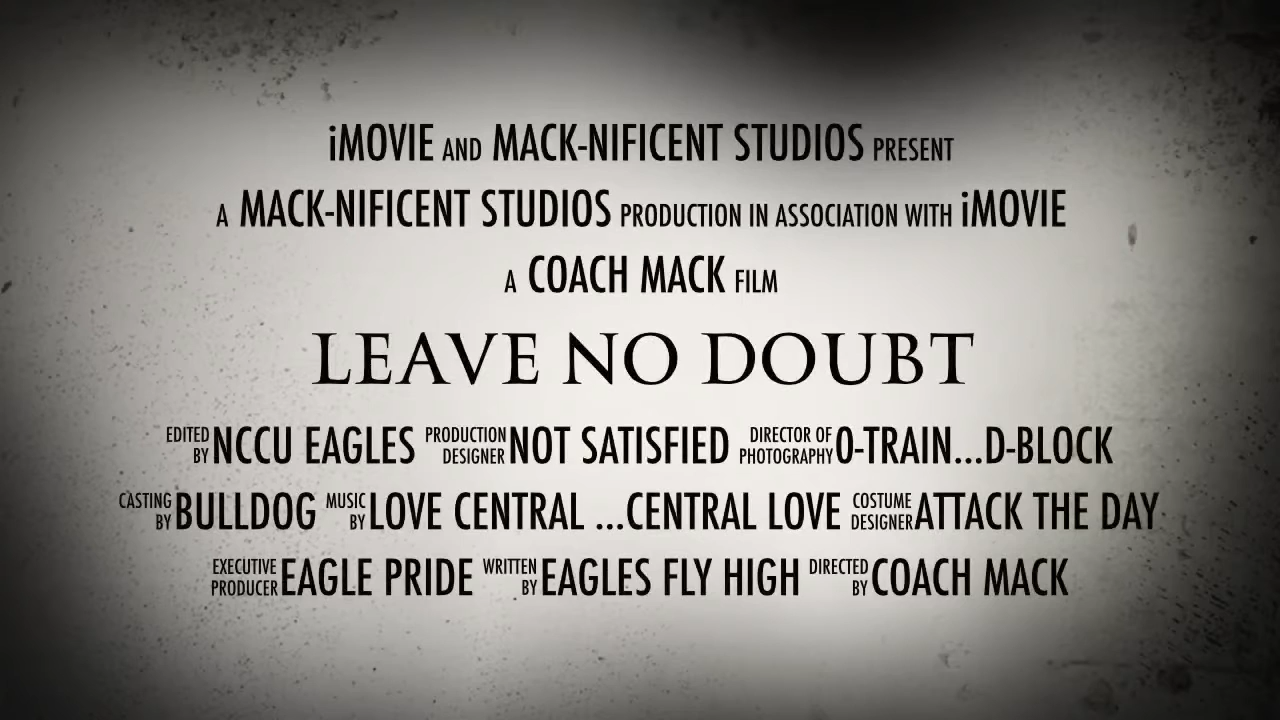 iMOVIE AND MACK-NIFICENT STUDIOS PRESENT
A MACK-NIFICENT STUDIOS PRODUCTION IN ASSOCIATION WITH iMOVIE
A COACH MACK FILM
LEAVE NO DOUBT
EDITED BY NCCU EAGLES PRODUCTION DESIGNER NOT SATISFIED DIRECTOR OF PHOTOGRAPHY O-TRAIN...D-BLOCK
CASTING BY BULLDOG MUSIC BY LOVE CENTRAL ...CENTRAL LOVE COSTUME DESIGNER ATTACK THE DAY
EXECUTIVE PRODUCER EAGLE PRIDE WRITTEN BY EAGLES FLY HIGH DIRECTED BY COACH MACK